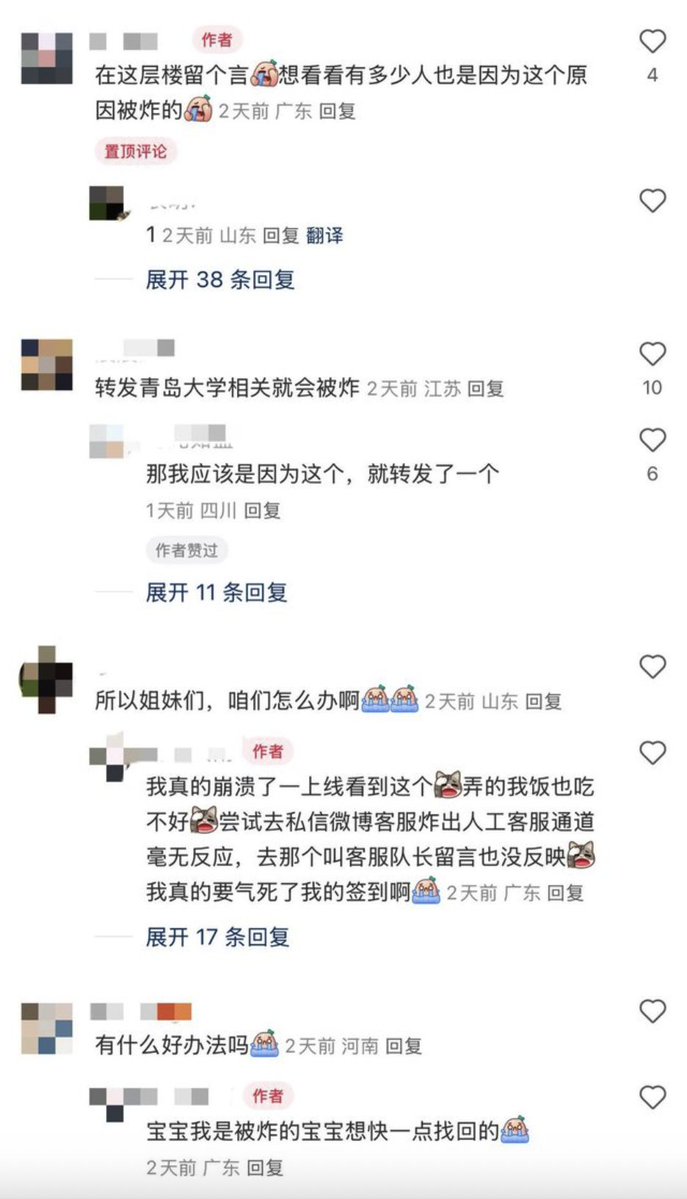 作者
在这层楼留个言想看看有多少人也是因为这个原
因被炸的 2天前 广东 回复
4
置顶评论
1 2天前 山东 回复 翻译
展开 38 条回复
转发青岛大学相关就会被炸 2天前 江苏 回复
10
那我应该是因为这个，就转发了一个
6
1天前 四川 回复
作者赞过
展开 11 条回复
所以姐妹们，咱们怎么办啊 2天前 山东 回复
作者
我真的崩溃了一上线看到这个弄的我饭也吃
不好尝试去私信微博客服炸出人工客服通道
毫无反应，去那个叫客服队长留言也没反映
我真的要气死了我的签到啊 2天前 广东 回复
展开 17 条回复
有什么好办法吗 2天前 河南 回复
作者
宝宝我是被炸的宝宝想快一点找回的
2天前 广东 回复